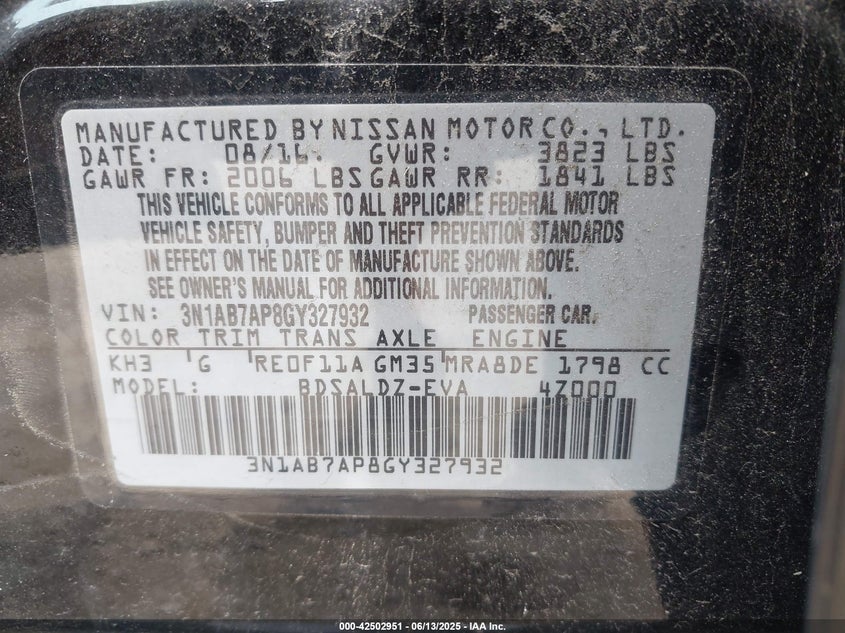 MANUFACTURED BY NISSAN MOTOR CO., LTD.
DATE: 08/16 GVWR: 3823 LBS
GAWR FR: 2006 LBS GAWR RR: 1841 LBS
THIS VEHICLE CONFORMS TO ALL APPLICABLE FEDERAL MOTOR
VEHICLE SAFETY, BUMPER AND THEFT PREVENTION STANDARDS
IN EFFECT ON THE DATE OF MANUFACTURE SHOWN ABOVE.
SEE OWNER'S MANUAL FOR ADDITIONAL INFORMATION.
VIN: 3N1AB7AP8GY327932 PASSENGER CAR.
COLOR TRIM TRANS AXLE ENGINE
KH3 G RE0F11A GM35 MRA8DE 1798 CC
MODEL: BDSALDZ-EVA 4Z000
3N1AB7AP8GY327932
000-42502951 | 06/13/2025 | IAA Inc.